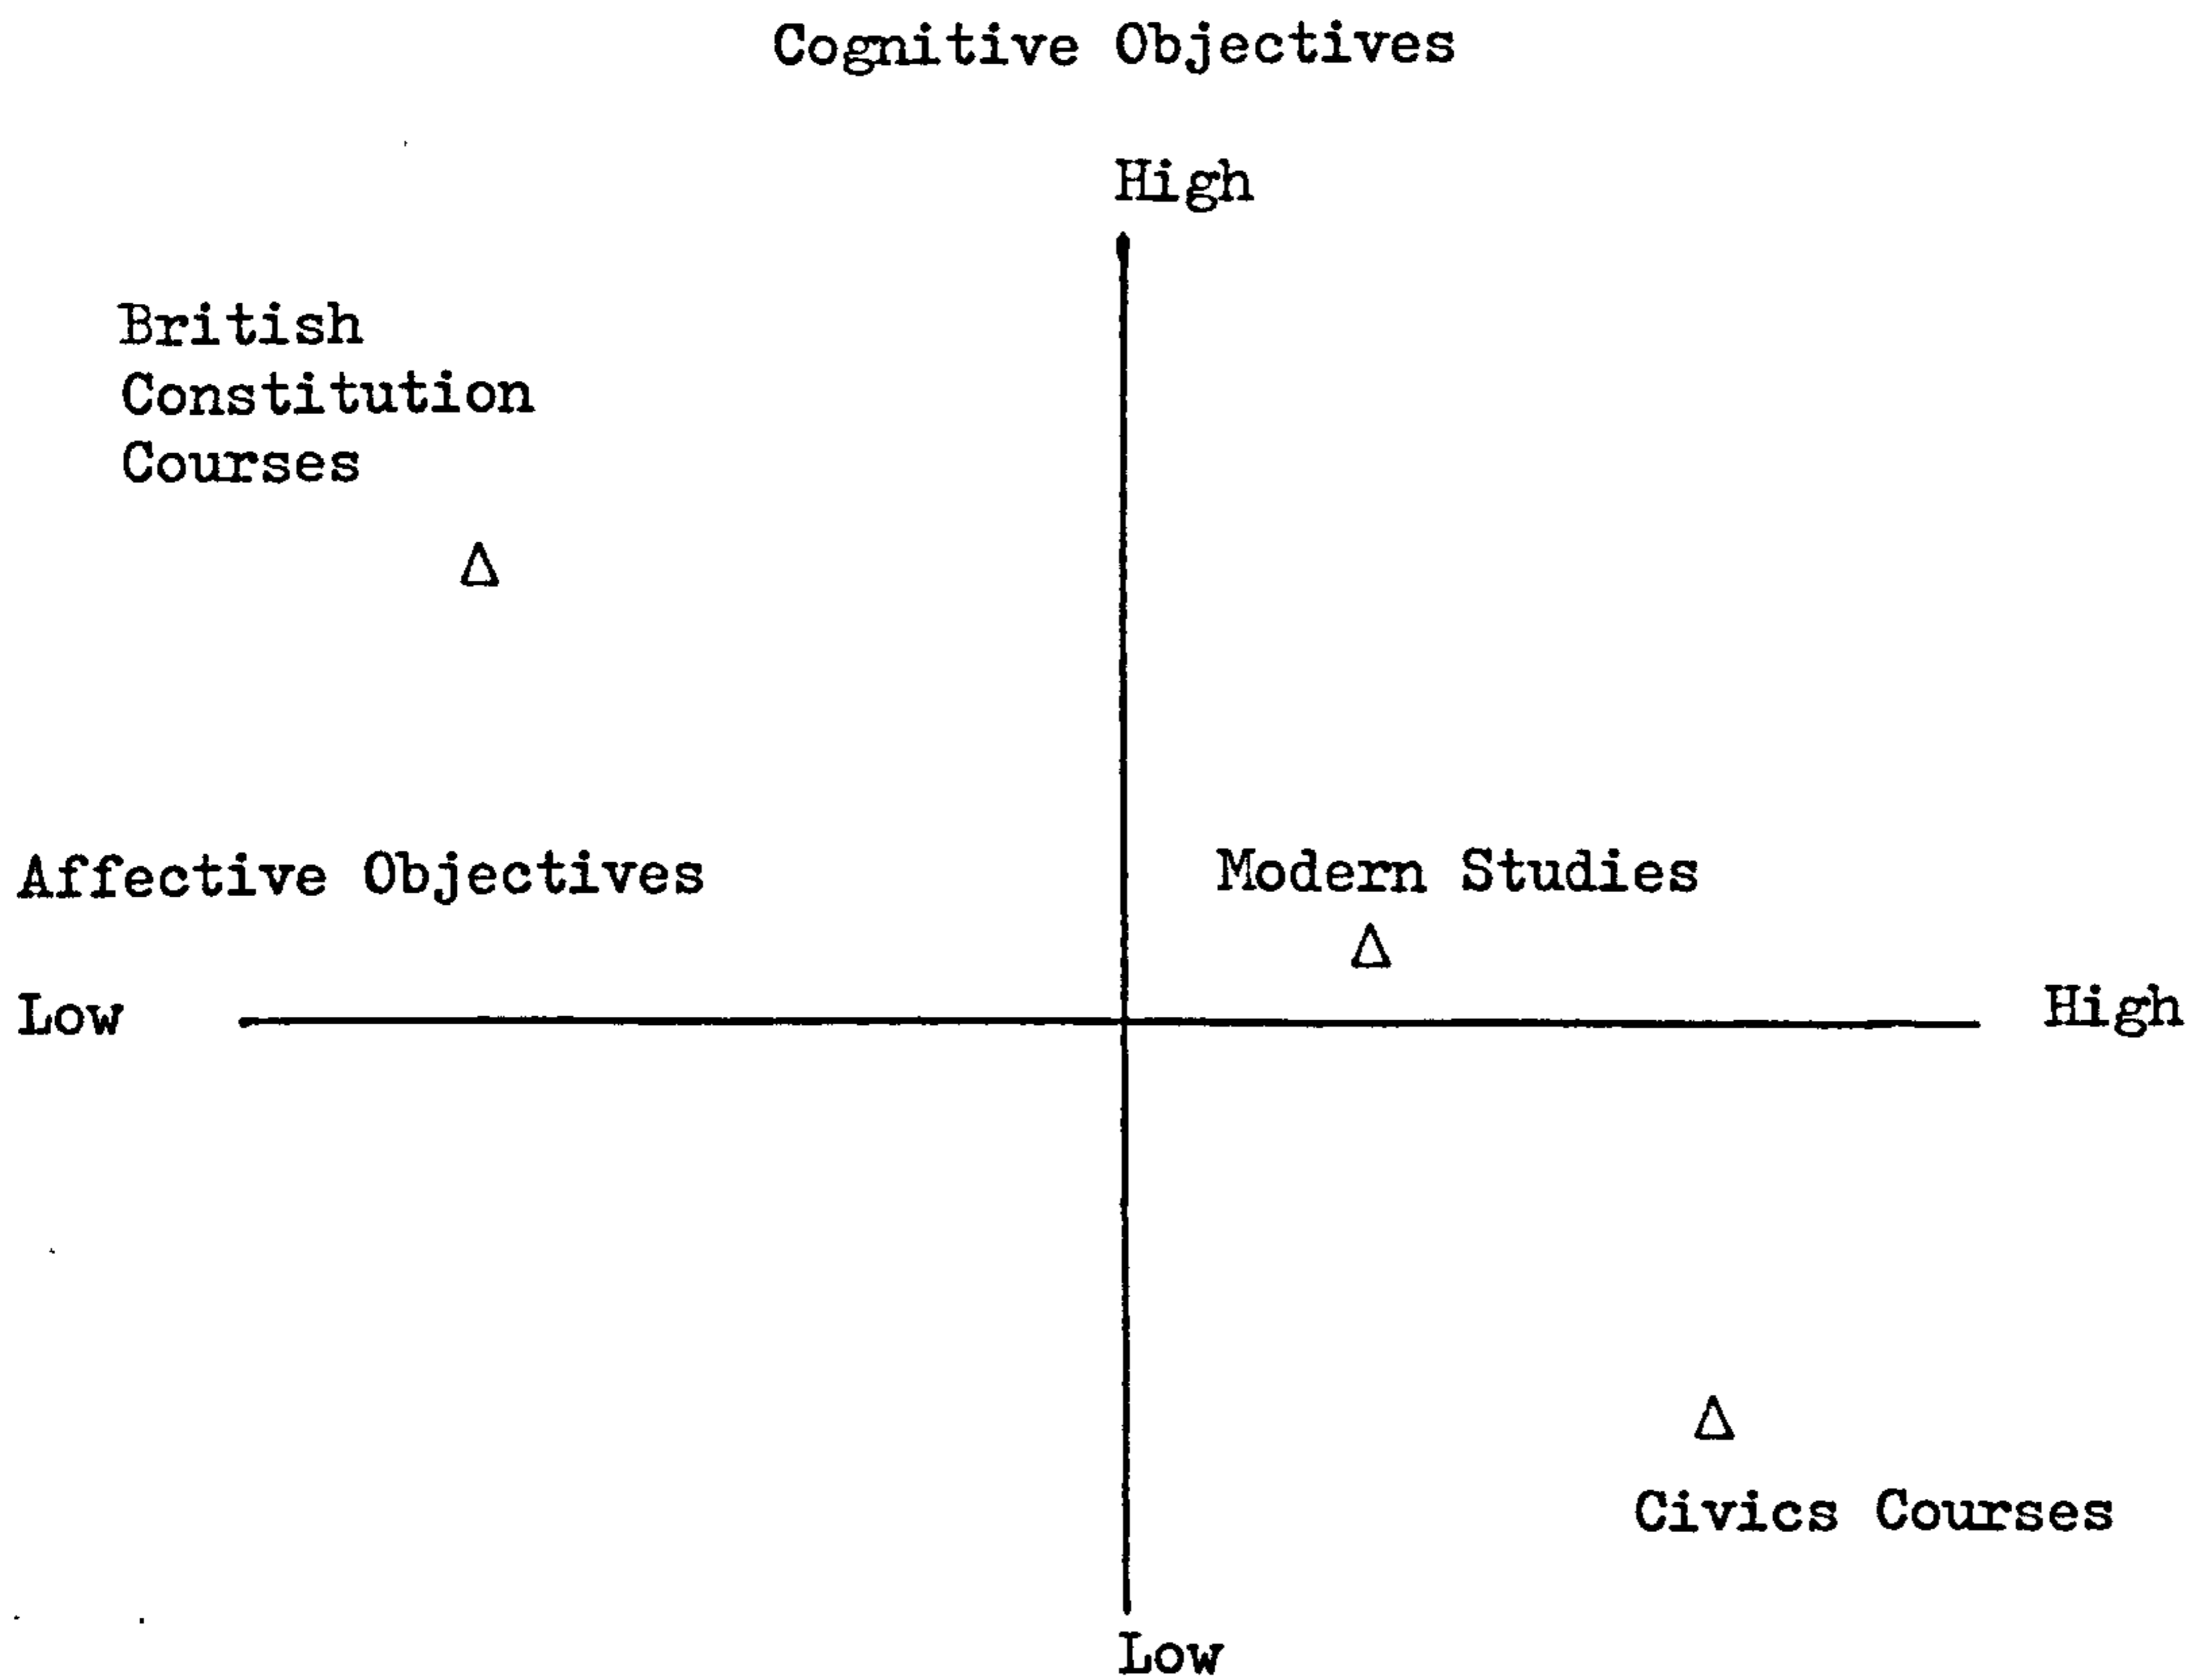 Cognitive Objectives
High
British
Constitution
Courses
Δ
Affective Objectives
Modern Studies
Δ
Low
High
Δ
Civics Courses
Low